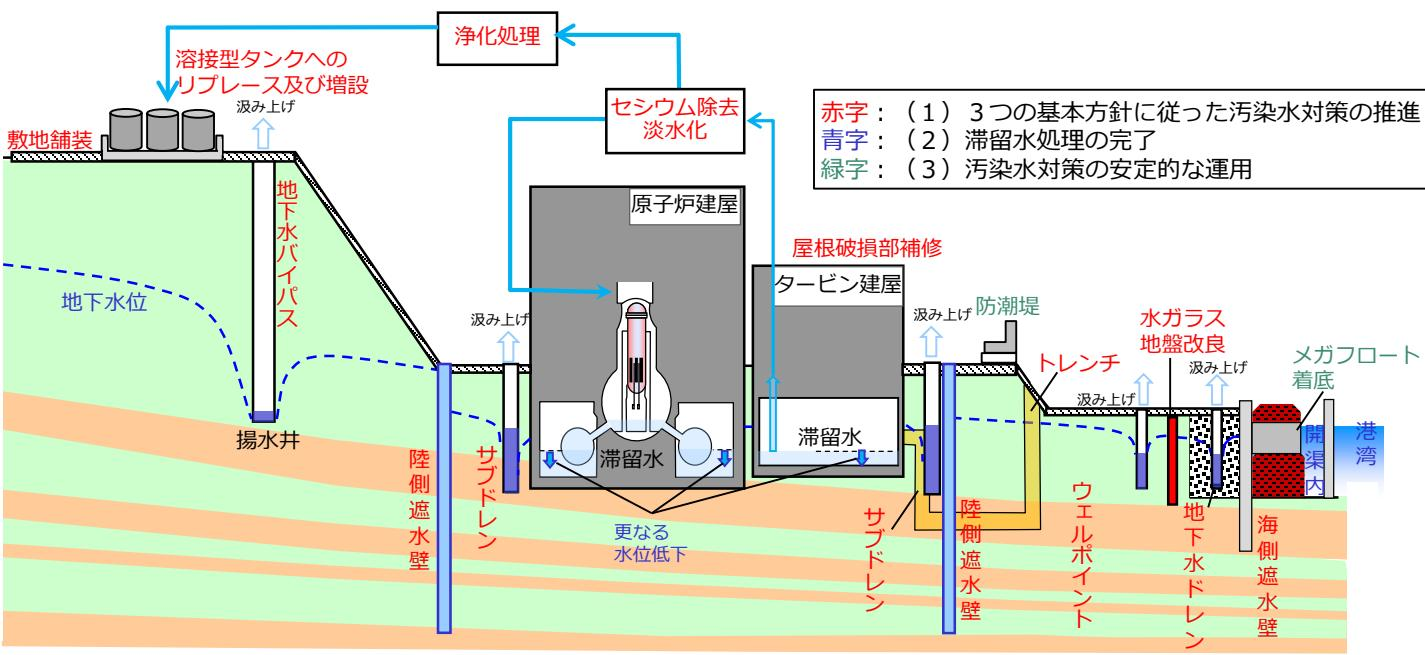 浄化処理
溶接型タンクへの
リプレース及び増設
汲み上げ
敷地舗装
セシウム除去
淡水化
赤字：（１）３つの基本方針に従った汚染水対策の推進
青字：（２）滞留水処理の完了
緑字：（３）汚染水対策の安定的な運用
地下水バイパス
地下水位
揚水井
原子炉建屋
屋根破損部補修
タービン建屋
汲み上げ
汲み上げ
防潮堤
トレンチ
水ガラス
地盤改良
汲み上げ
汲み上げ
メガフロート
着底
開渠内
港湾
滞留水
滞留水
更なる
水位低下
陸側遮水壁
サブドレン
サブドレン
陸側遮水壁
ウェルポイント
地下水ドレン
海側遮水壁